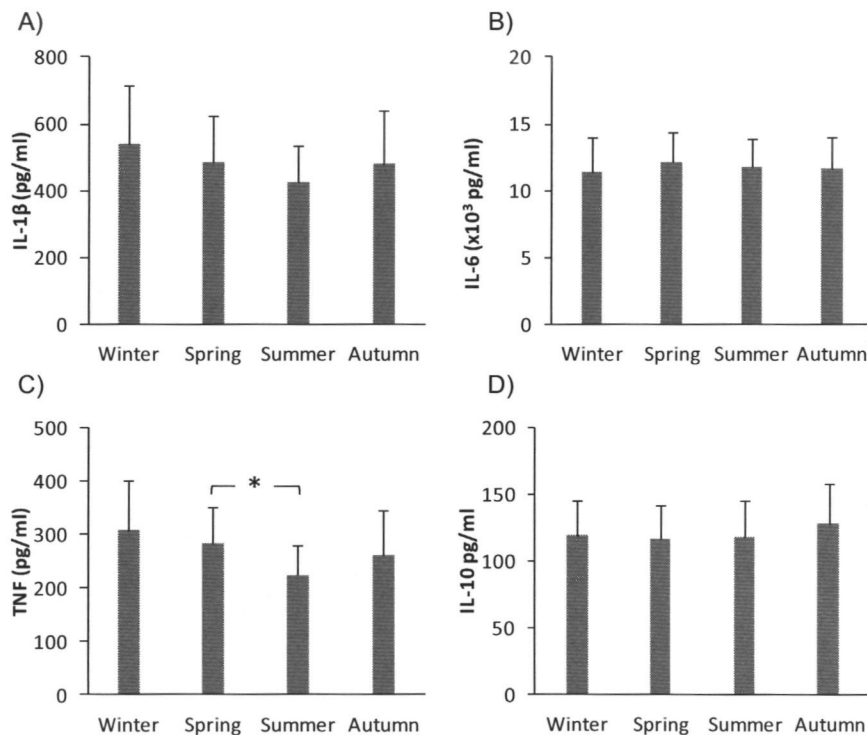 A)
800
600
400
200
0
IL-1β (pg/ml)
Winter Spring Summer Autumn
B)
20
15
10
5
0
IL-6 (x10³ pg/ml)
Winter Spring Summer Autumn
C)
500
400
300
200
100
0
TNF (pg/ml)
*
Winter Spring Summer Autumn
D)
200
150
100
50
0
IL-10 pg/ml
Winter Spring Summer Autumn